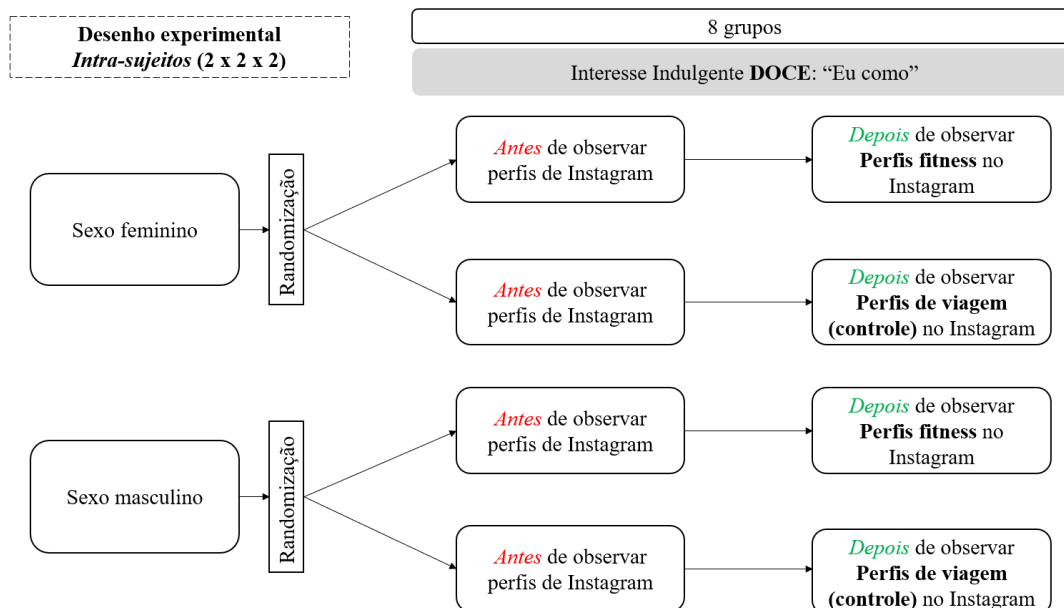 Desenho experimental
Intra-sujeitos (2 x 2 x 2)
8 grupos
Interesse Indulgente DOCE: “Eu como”
Sexo feminino
Randomização
Antes de observar
perfis de Instagram
Depois de observar
Perfis fitness no
Instagram
Antes de observar
perfis de Instagram
Depois de observar
Perfis de viagem
(controle) no Instagram
Sexo masculino
Randomização
Antes de observar
perfis de Instagram
Depois de observar
Perfis fitness no
Instagram
Antes de observar
perfis de Instagram
Depois de observar
Perfis de viagem
(controle) no Instagram